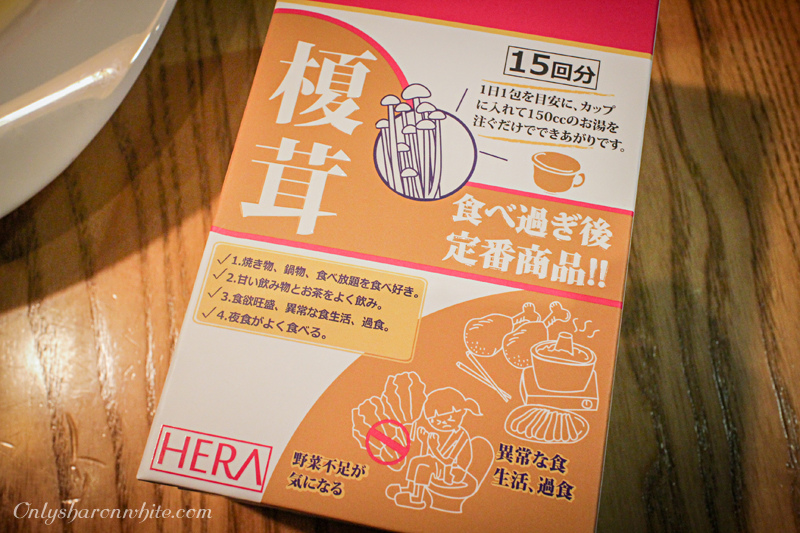 榎茸
15回分
1日1包を目安に、カップ
に入れて150ccのお湯を
注ぐだけでできあがりです。
食べ過ぎ後
定番商品!!
✓1.焼き物、鍋物、食べ放題を食べ好き。
✓2.甘い飲み物とお茶をよく飲み。
✓3.食欲旺盛、異常な食生活、過食。
✓4.夜食がよく食べる。
HERA
野菜不足が
気になる
異常な食
生活、過食
Onlysharonwhite.com